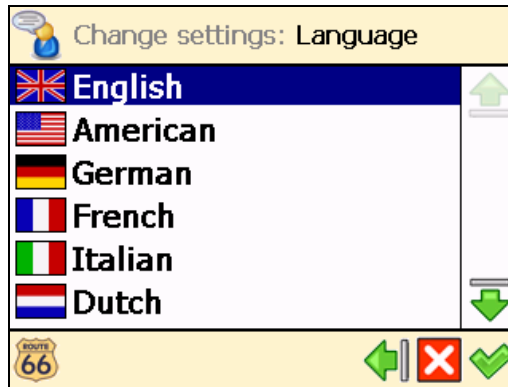 Change settings: Language
English
American
German
French
Italian
Dutch
ROUTE
66